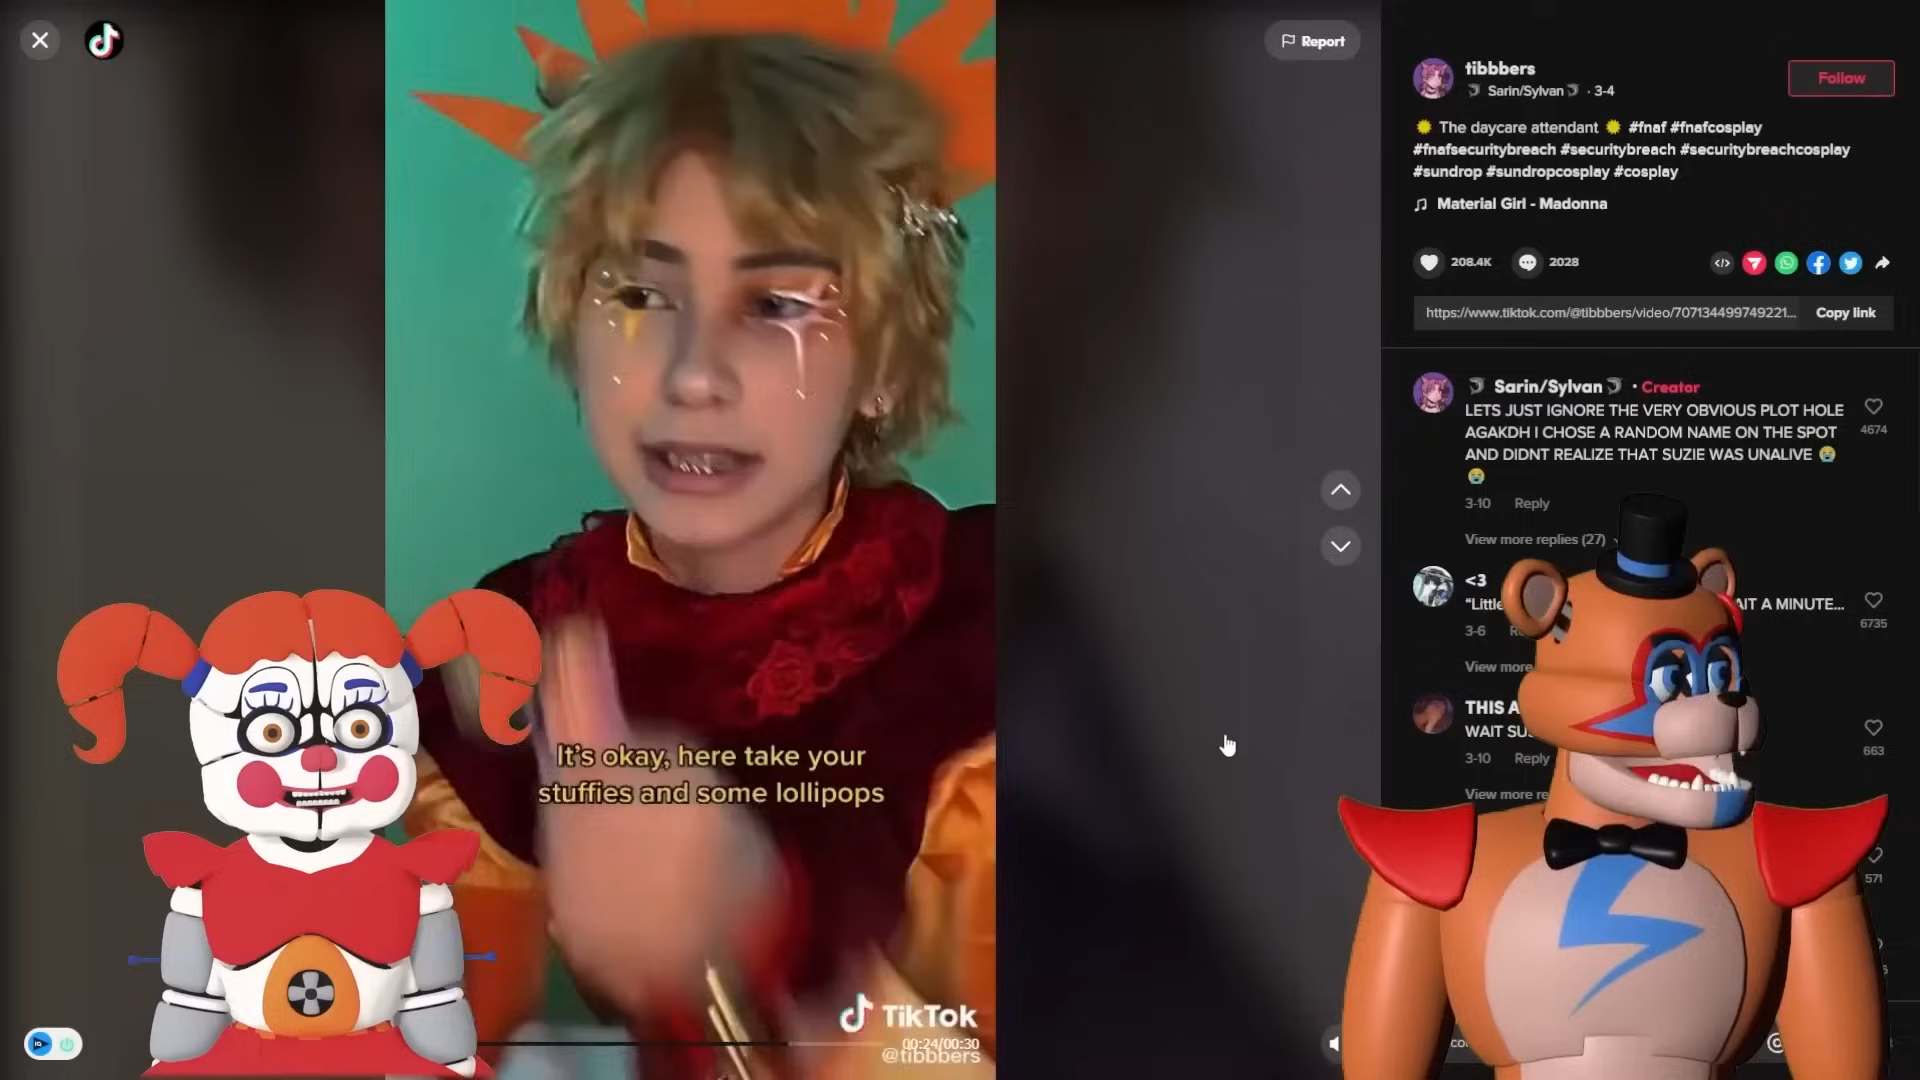 Report
tibbbers
Sarin/Sylvan · 3-4
Follow
The daycare attendant #fnaf #fnafcosplay
#fnafsecuritybreach #securitybreach #securitybreachcosplay
#sundrop #sundropcosplay #cosplay
Material Girl - Madonna
208.4K
2028
https://www.tiktok.com/@tibbbers/video/707134499749221...
Copy link
Sarin/Sylvan · Creator
LETS JUST IGNORE THE VERY OBVIOUS PLOT HOLE
AGAKDH I CHOSE A RANDOM NAME ON THE SPOT
AND DIDNT REALIZE THAT SUZIE WAS UNALIVE
4674
3-10 Reply
View more replies (27)
<3
“Little
AIT A MINUTE...
6735
3-6
View more
THIS A
WAIT SUS
663
3-10 Reply
View more re
571
It's okay, here take your
stuffies and some lollipops
TikTok
00:24/00:30
@tibbbers